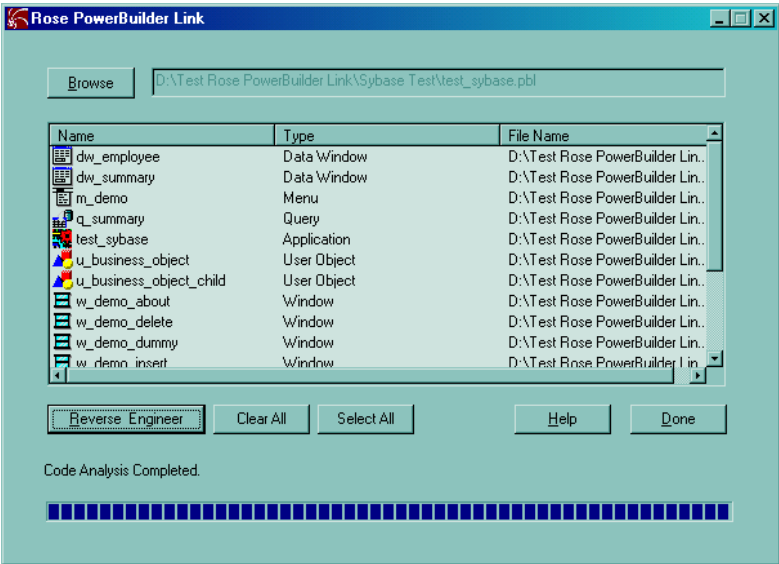 Rose PowerBuilder Link
Browse D:\Test Rose PowerBuilder Link\Sybase Test\test_sybase.pbl
Name Type File Name
dw_employee Data Window D:\Test Rose PowerBuilder Lin..
dw_summary Data Window D:\Test Rose PowerBuilder Lin..
m_demo Menu D:\Test Rose PowerBuilder Lin..
q_summary Query D:\Test Rose PowerBuilder Lin..
test_sybase Application D:\Test Rose PowerBuilder Lin..
u_business_object User Object D:\Test Rose PowerBuilder Lin..
u_business_object_child User Object D:\Test Rose PowerBuilder Lin..
w_demo_about Window D:\Test Rose PowerBuilder Lin..
w_demo_delete Window D:\Test Rose PowerBuilder Lin..
w_demo_dummy Window D:\Test Rose PowerBuilder Lin..
w_demo_insert Window D:\Test Rose PowerBuilder Lin..
Reverse Engineer Clear All Select All Help Done
Code Analysis Completed.